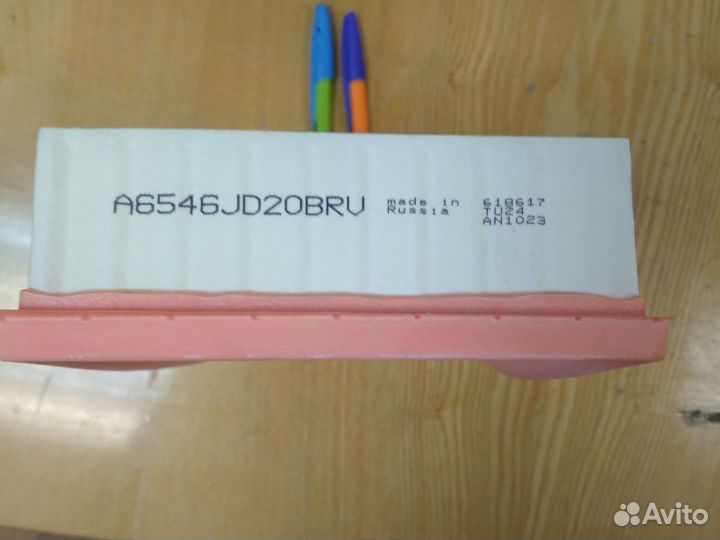 A6546JD20BRV
made in
Russia
618617
TU24
AN1023
Avito